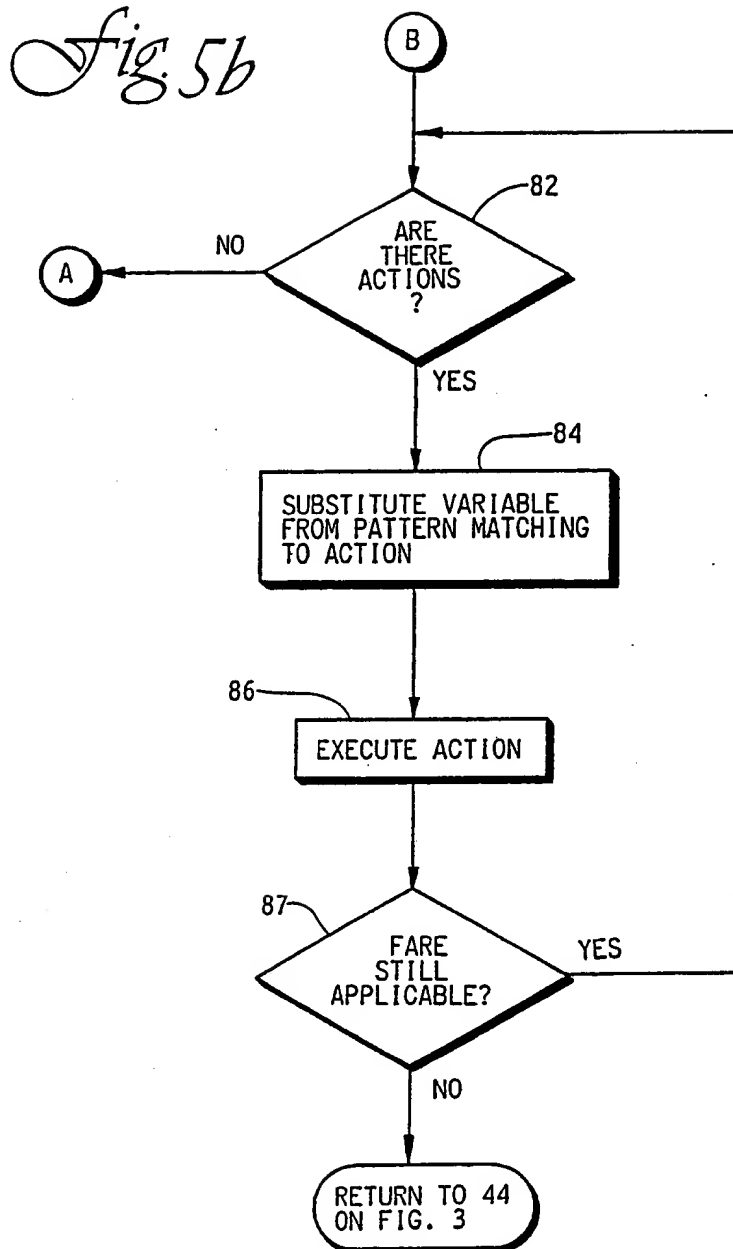 Fig. 5b
B
82
ARE
THERE
ACTIONS
?
NO
A
YES
84
SUBSTITUTE VARIABLE
FROM PATTERN MATCHING
TO ACTION
86
EXECUTE ACTION
87
FARE
STILL
APPLICABLE?
YES
NO
RETURN TO 44
ON FIG. 3